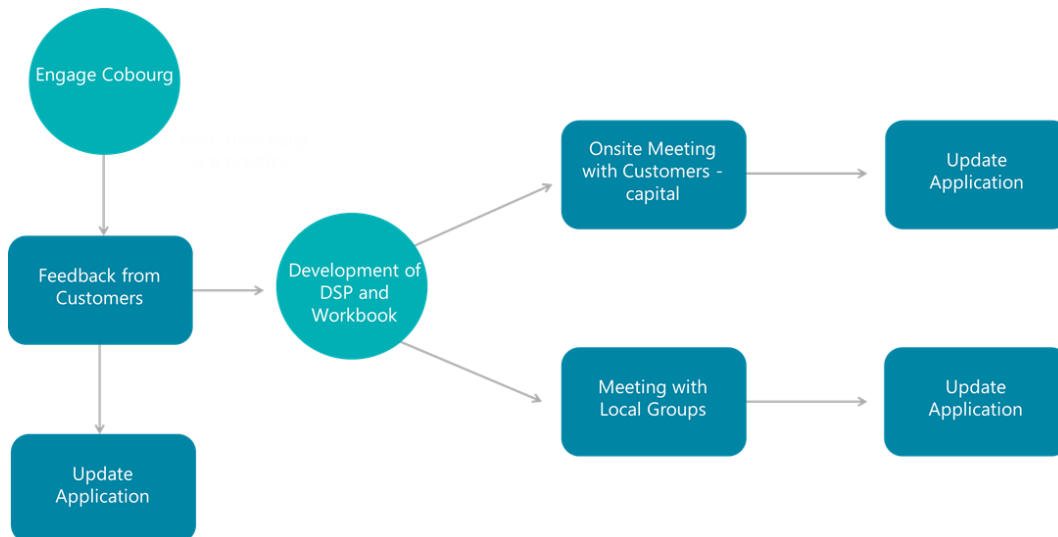 Engage Cobourg
Feedback from
Customers
Update
Application
Development of
DSP and
Workbook
Onsite Meeting
with Customers -
capital
Update
Application
Meeting with
Local Groups
Update
Application